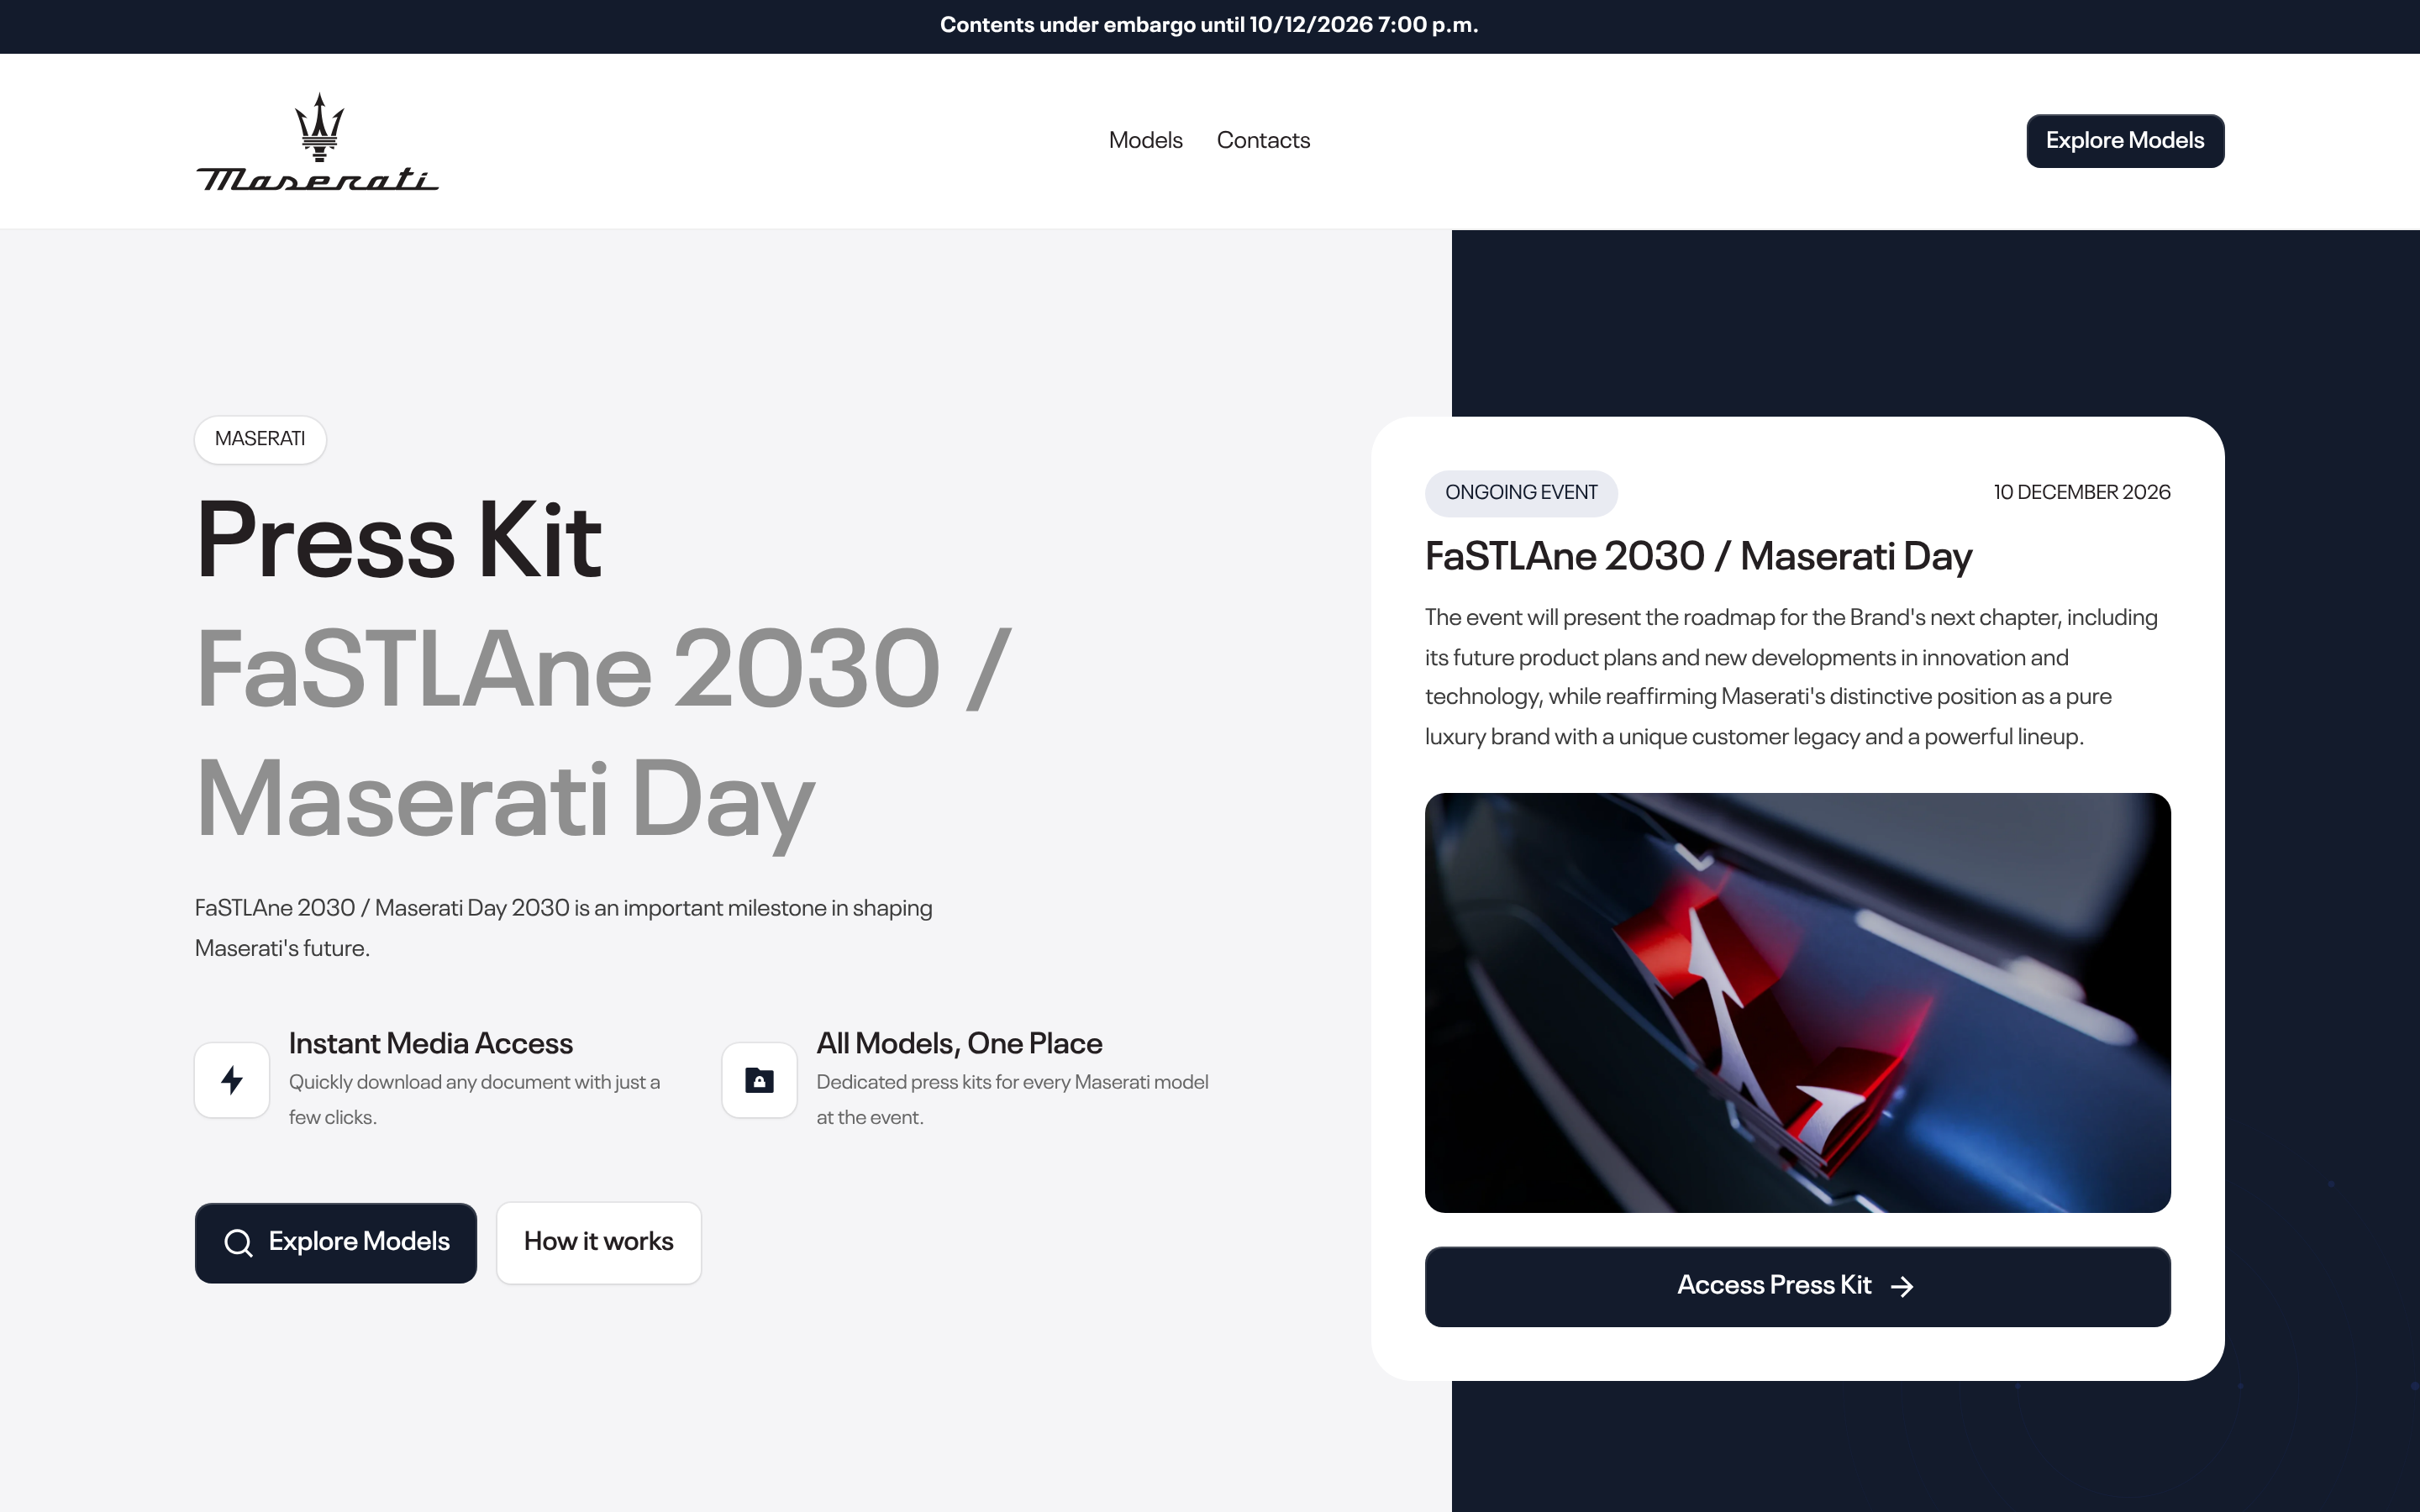 Contents under embargo until 10/12/2026 7:00 p.m.
Maserati
Models
Contacts
Explore Models
MASERATI
Press Kit
FaSTLAne 2030 /
Maserati Day
FaSTLAne 2030 / Maserati Day 2030 is an important milestone in shaping
Maserati's future.
Instant Media Access
Quickly download any document with just a
few clicks.
All Models, One Place
Dedicated press kits for every Maserati model
at the event.
Explore Models
How it works
ONGOING EVENT
10 DECEMBER 2026
FaSTLAne 2030 / Maserati Day
The event will present the roadmap for the Brand's next chapter, including
its future product plans and new developments in innovation and
technology, while reaffirming Maserati's distinctive position as a pure
luxury brand with a unique customer legacy and a powerful lineup.
Access Press Kit